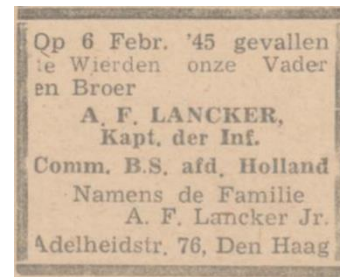 Op 6 Febr. '45 gevallen
te Wierden onze Vader
en Broer
A. F. LANCKER,
Kapt. der Inf.
Comm. B.S. afd. Holland
Namens de Familie
A. F. Lancker Jr.
Adelheidstr. 76, Den Haag